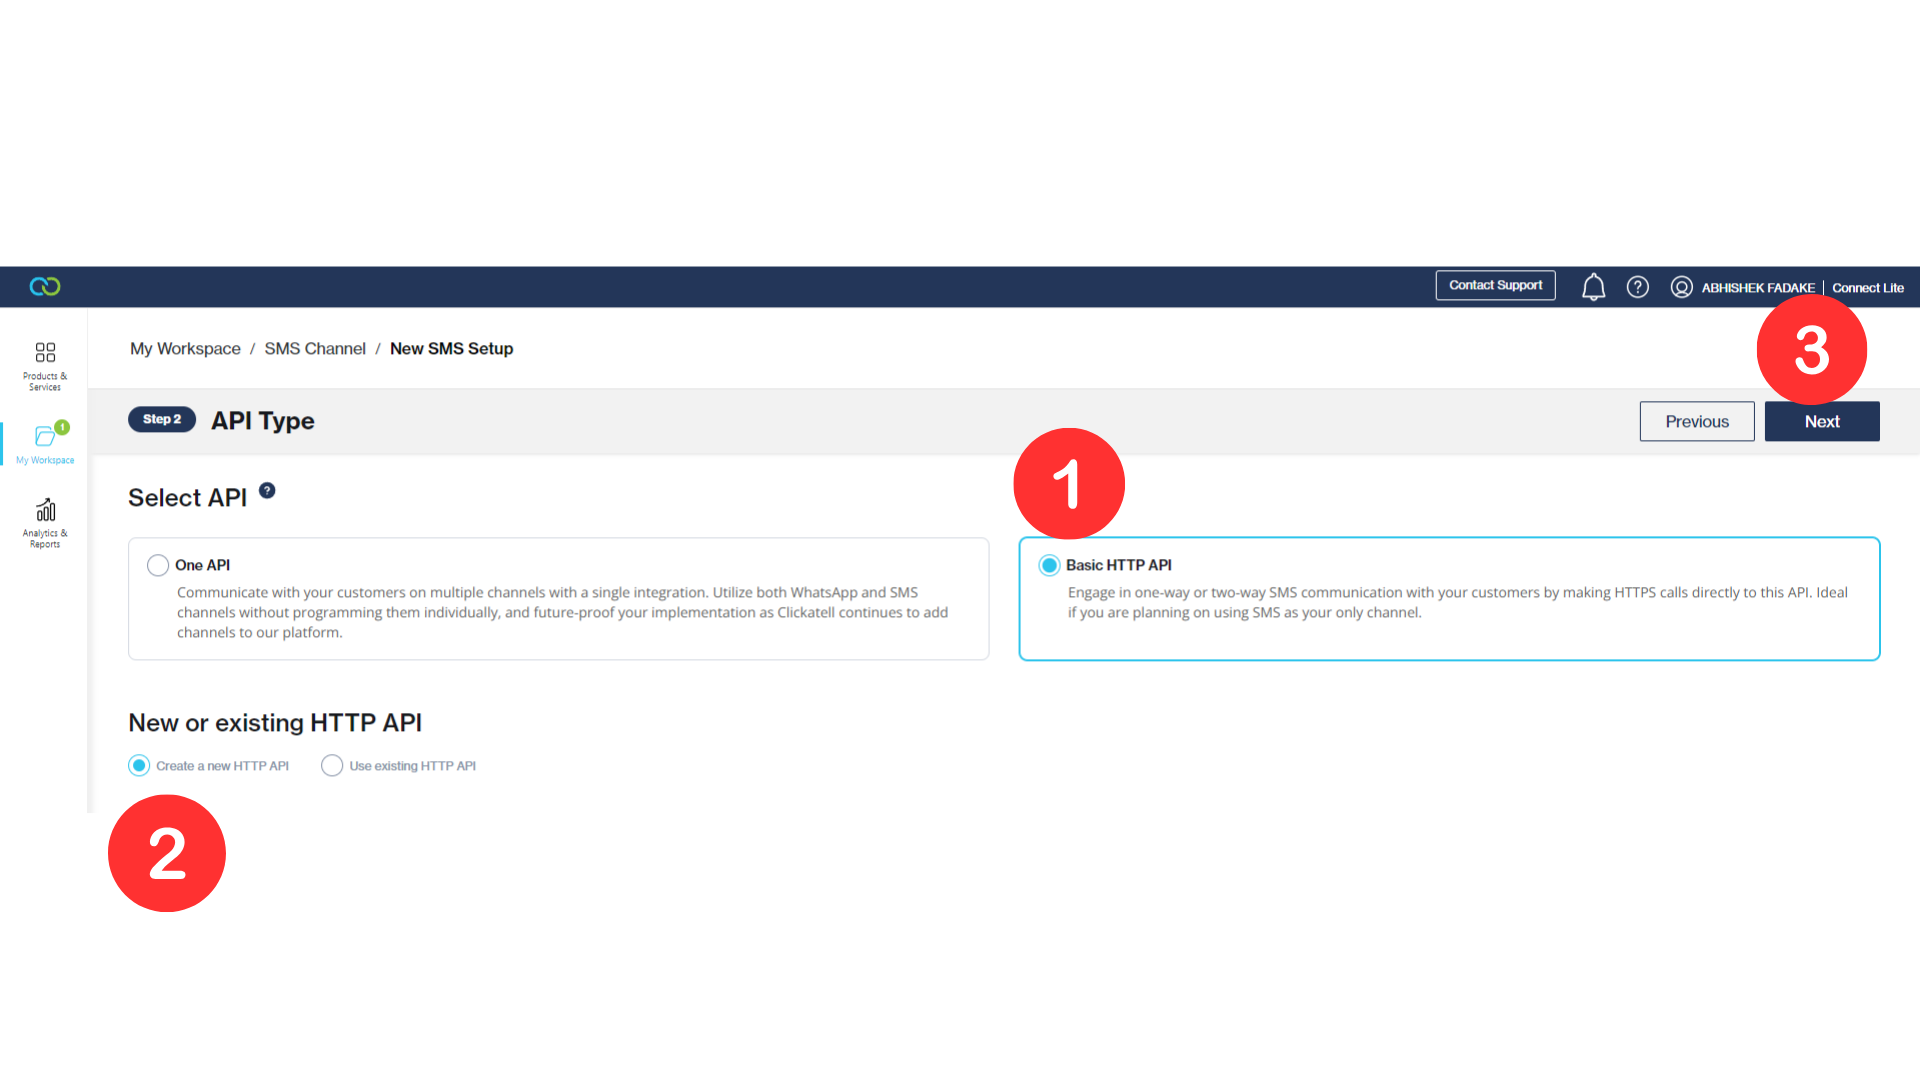 Contact Support
?
ABHISHEK FADAKE | Connect Lite
3
My Workspace / SMS Channel / New SMS Setup
Products &
Services
1
My Workspace
Analytics &
Reports
Step 2 API Type
Previous
Next
1
Select API ?
One API
Communicate with your customers on multiple channels with a single integration. Utilize both WhatsApp and SMS
channels without programming them individually, and future-proof your implementation as Clickatell continues to add
channels to our platform.
Basic HTTP API
Engage in one-way or two-way SMS communication with your customers by making HTTPS calls directly to this API. Ideal
if you are planning on using SMS as your only channel.
New or existing HTTP API
Create a new HTTP API
Use existing HTTP API
2